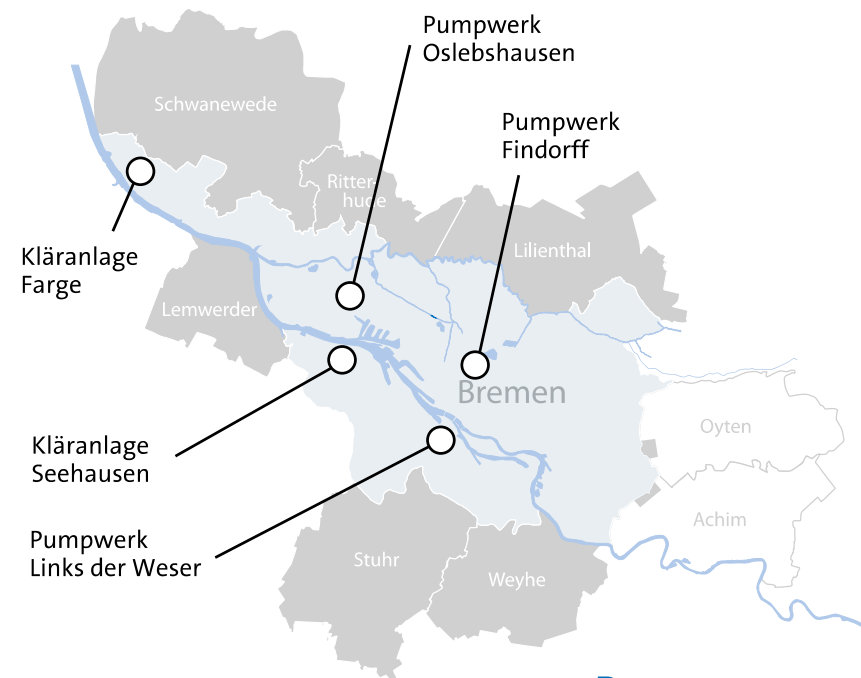 Pumpwerk
Oslebshausen
Pumpwerk
Findorff
Schwanewede
Ritter-
hude
Lilienthal
Kläranlage
Farge
Lemwerder
Bremen
Oyten
Kläranlage
Seehausen
Achim
Pumpwerk
Links der Weser
Stuhr
Weyhe